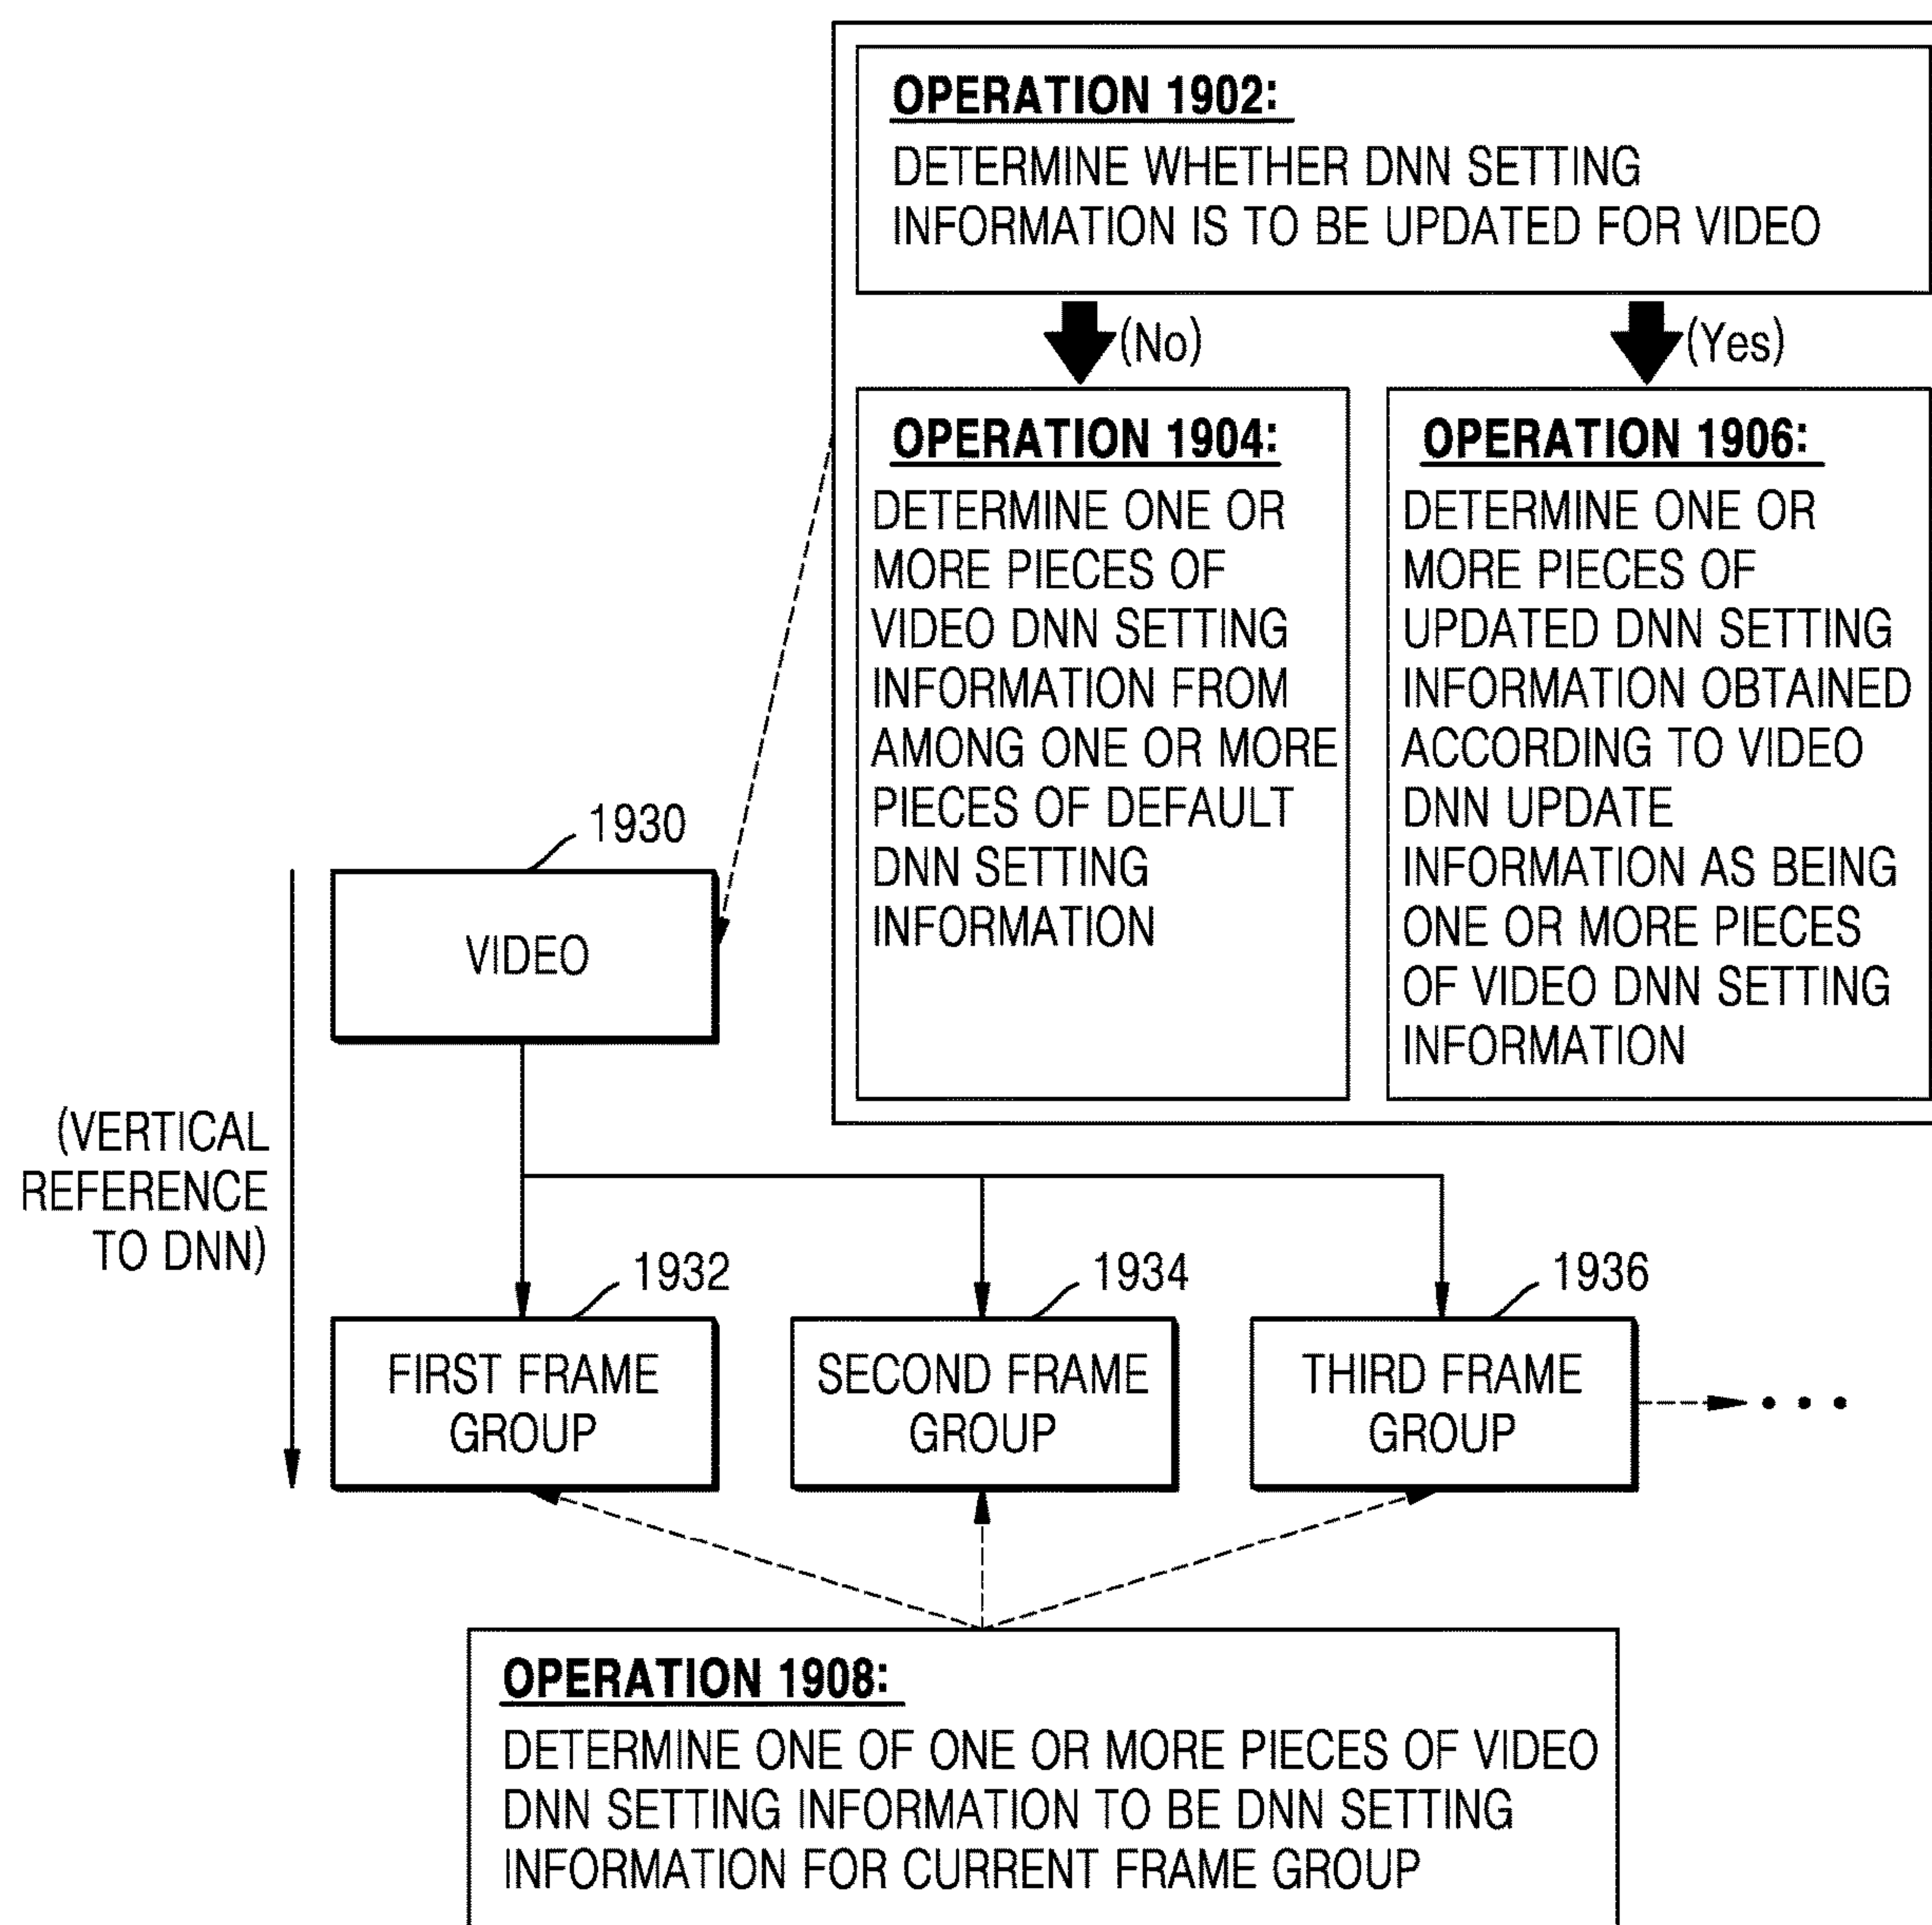 OPERATION 1902:
DETERMINE WHETHER DNN SETTING
INFORMATION IS TO BE UPDATED FOR VIDEO
(No)
(Yes)
OPERATION 1904:
DETERMINE ONE OR
MORE PIECES OF
VIDEO DNN SETTING
INFORMATION FROM
AMONG ONE OR MORE
PIECES OF DEFAULT
DNN SETTING
INFORMATION
OPERATION 1906:
DETERMINE ONE OR
MORE PIECES OF
UPDATED DNN SETTING
INFORMATION OBTAINED
ACCORDING TO VIDEO
DNN UPDATE
INFORMATION AS BEING
ONE OR MORE PIECES
OF VIDEO DNN SETTING
INFORMATION
1930
VIDEO
(VERTICAL
REFERENCE
TO DNN)
1932
FIRST FRAME
GROUP
1934
SECOND FRAME
GROUP
1936
THIRD FRAME
GROUP
• • •
OPERATION 1908:
DETERMINE ONE OF ONE OR MORE PIECES OF VIDEO
DNN SETTING INFORMATION TO BE DNN SETTING
INFORMATION FOR CURRENT FRAME GROUP